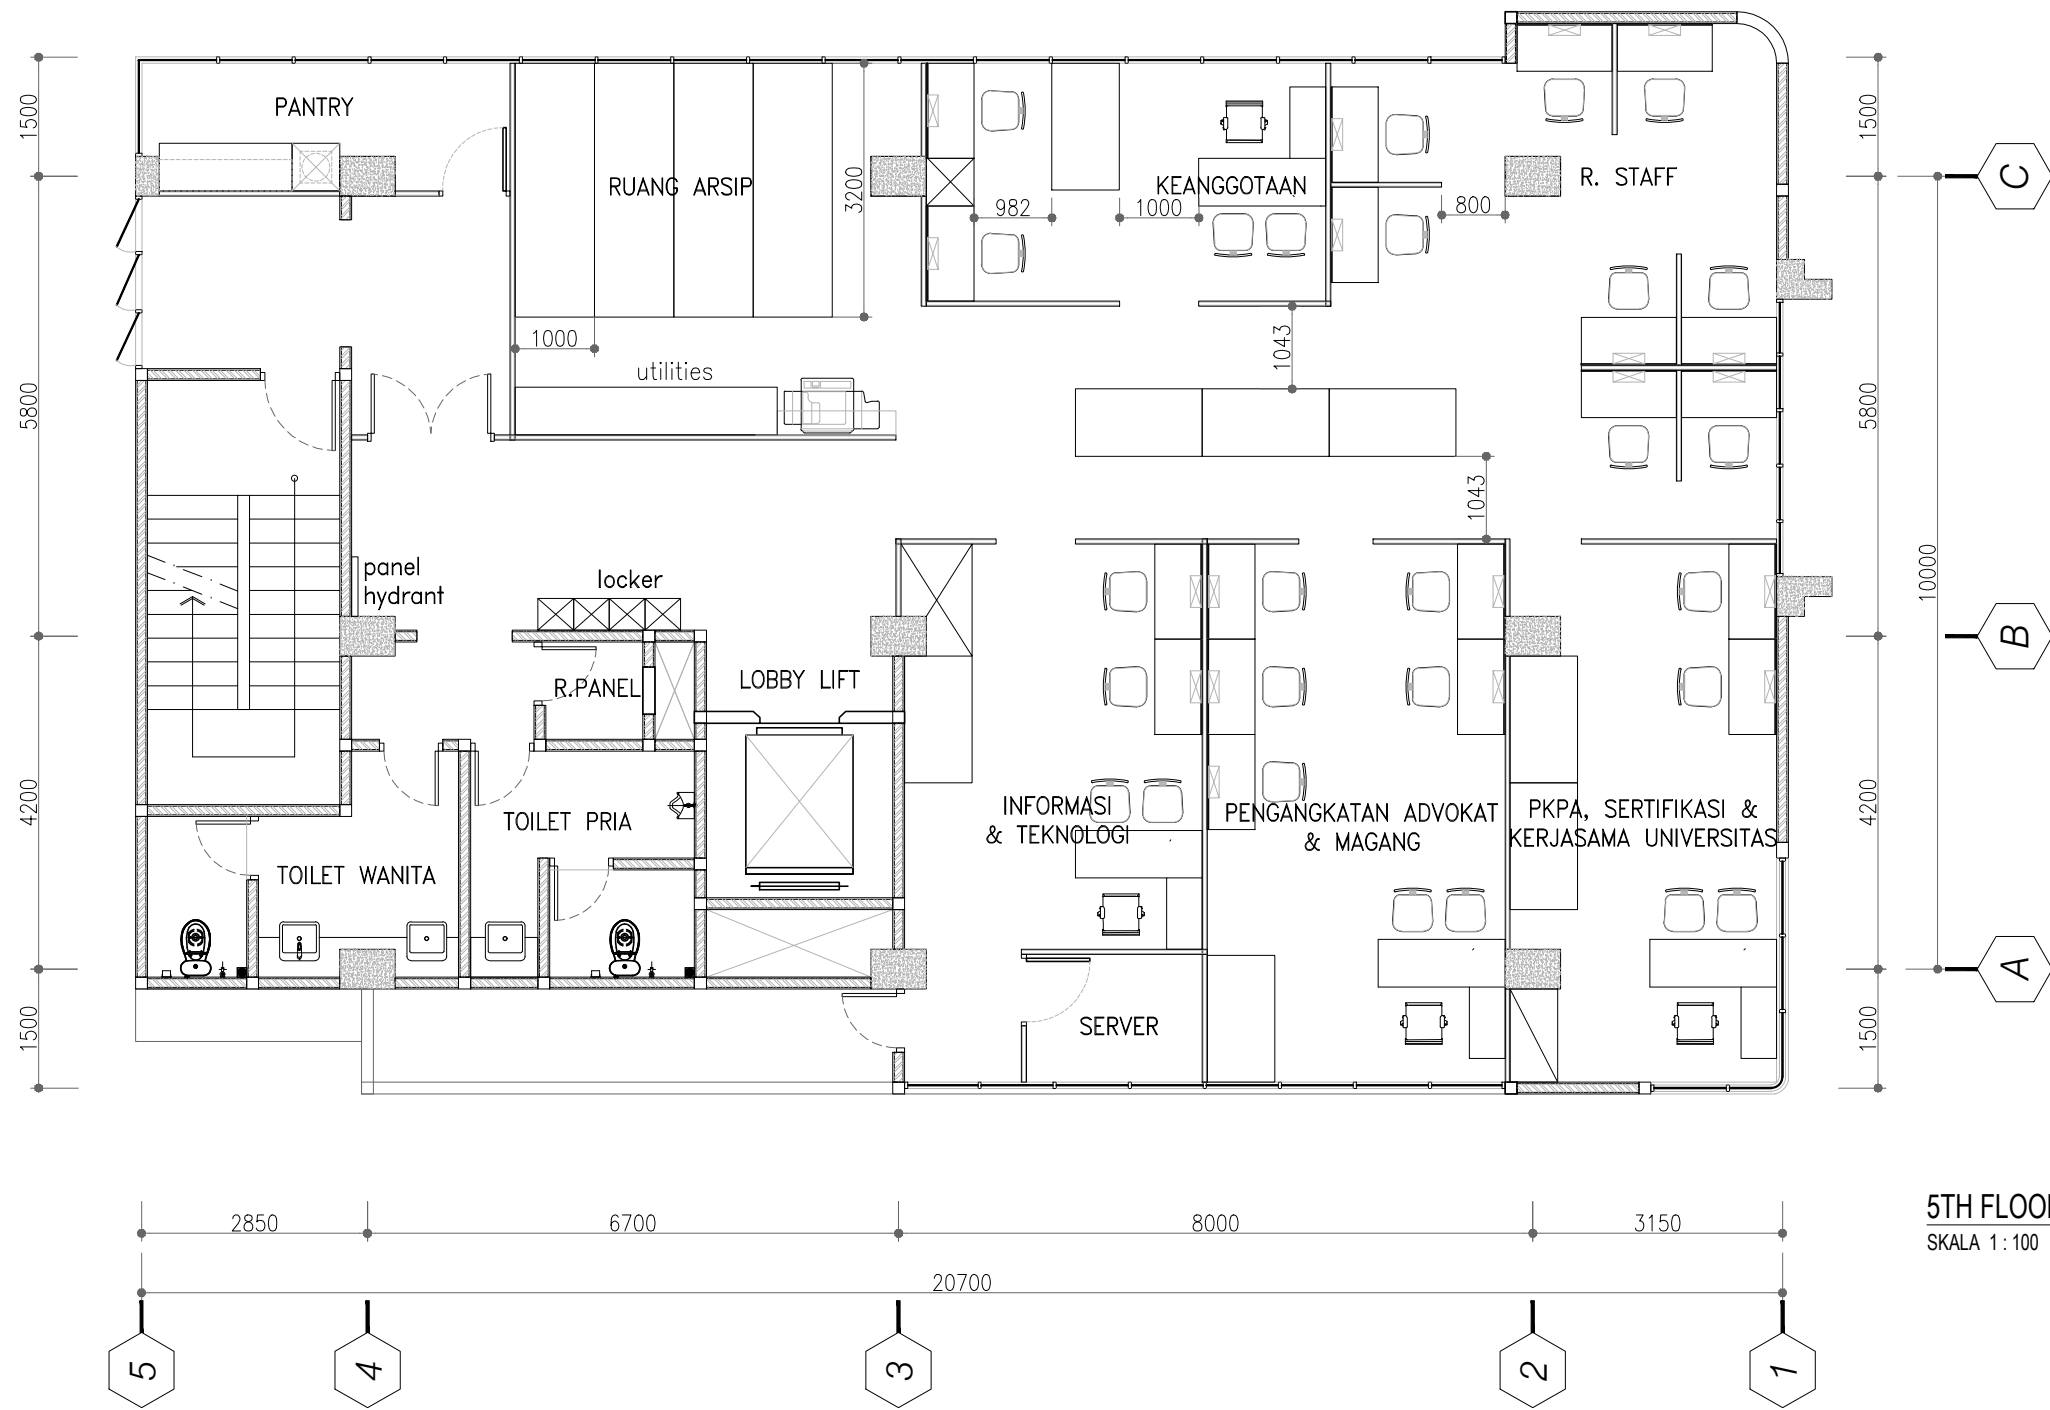 PANTRY
RUANG ARSIP
KEANGGOTAAN
R. STAFF
1500
1500
3200
982
1000
800
C
1000
1043
utilities
5800
5800
1043
panel
hydrant
locker
10000
B
R.PANEL
LOBBY LIFT
4200
4200
TOILET PRIA
TOILET WANITA
INFORMASI
& TEKNOLOGI
PENGANGKATAN ADVOKAT
& MAGANG
PKPA, SERTIFIKASI &
KERJASAMA UNIVERSITAS
A
1500
SERVER
1500
5TH FLOO
SKALA 1 : 100
2850
6700
8000
3150
20700
5
4
3
2
1